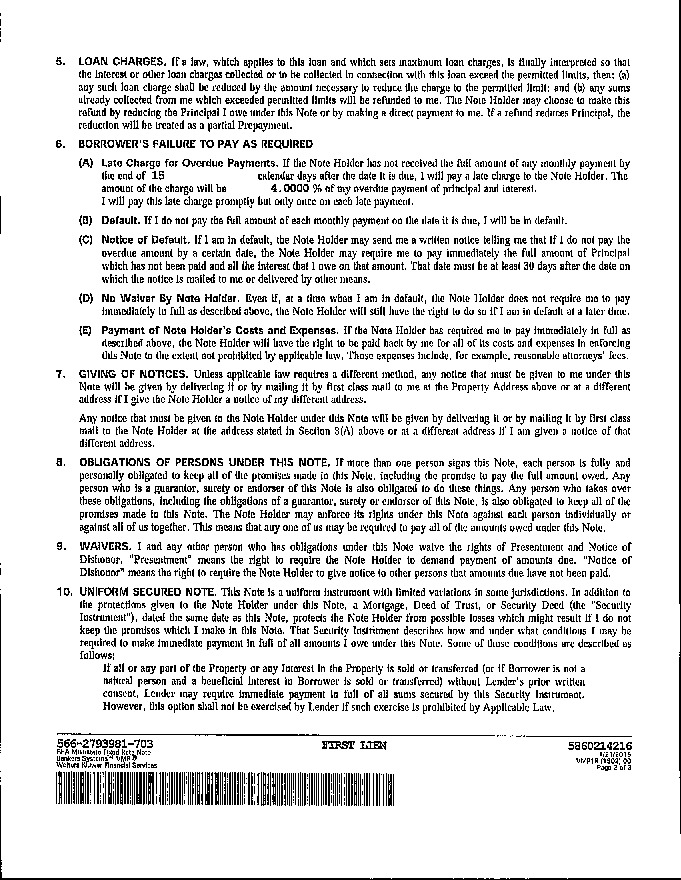 5. LOAN CHARGES. If a law, which applies to this loan and which sets maximum loan charges, is finally interpreted so that
the interest or other loan charges collected or to be collected in connection with this loan exceed the permitted limits, then: (a)
any such loan charge shall be reduced by the amount necessary to reduce the charge to the permitted limit; and (b) any sums
already collected from me which exceeded permitted limits will be refunded to me. The Note Holder may choose to make this
refund by reducing the Principal I owe under this Note or by making a direct payment to me. If a refund reduces Principal, the
reduction will be treated as a partial Prepayment.
6. BORROWER'S FAILURE TO PAY AS REQUIRED
(A) Late Charge for Overdue Payments. If the Note Holder has not received the full amount of any monthly payment by
the end of 15 calendar days after the date it is due, I will pay a late charge to the Note Holder. The
amount of the charge will be 4.0000 % of my overdue payment of principal and interest.
I will pay this late charge promptly but only once on each late payment.
(B) Default. If I do not pay the full amount of each monthly payment on the date it is due, I will be in default.
(C) Notice of Default. If I am in default, the Note Holder may send me a written notice telling me that if I do not pay the
overdue amount by a certain date, the Note Holder may require me to pay immediately the full amount of Principal
which has not been paid and all the interest that I owe on that amount. That date must be at least 30 days after the date on
which the notice is mailed to me or delivered by other means.
(D) No Waiver By Note Holder. Even if, at a time when I am in default, the Note Holder does not require me to pay
immediately in full as described above, the Note Holder will still have the right to do so if I am in default at a later time.
(E) Payment of Note Holder's Costs and Expenses. If the Note Holder has required me to pay immediately in full as
described above, the Note Holder will have the right to be paid back by me for all of its costs and expenses in enforcing
this Note to the extent not prohibited by applicable law. Those expenses include, for example, reasonable attorneys' fees.
7. GIVING OF NOTICES. Unless applicable law requires a different method, any notice that must be given to me under this
Note will be given by delivering it or by mailing it by first class mail to me at the Property Address above or at a different
address if I give the Note Holder a notice of my different address.
Any notice that must be given to the Note Holder under this Note will be given by delivering it or by mailing it by first class
mail to the Note Holder at the address stated in Section 3(A) above or at a different address if I am given a notice of that
different address.
8. OBLIGATIONS OF PERSONS UNDER THIS NOTE. If more than one person signs this Note, each person is fully and
personally obligated to keep all of the promises made in this Note, including the promise to pay the full amount owed. Any
person who is a guarantor, surety or endorser of this Note is also obligated to do these things. Any person who takes over
these obligations, including the obligations of a guarantor, surety or endorser of this Note, is also obligated to keep all of the
promises made in this Note. The Note Holder may enforce its rights under this Note against each person individually or
against all of us together. This means that any one of us may be required to pay all of the amounts owed under this Note.
9. WAIVERS. I and any other person who has obligations under this Note waive the rights of Presentment and Notice of
Dishonor. "Presentment" means the right to require the Note Holder to demand payment of amounts due. "Notice of
Dishonor" means the right to require the Note Holder to give notice to other persons that amounts due have not been paid.
10. UNIFORM SECURED NOTE. This Note is a uniform instrument with limited variations in some jurisdictions. In addition to
the protections given to the Note Holder under this Note, a Mortgage, Deed of Trust, or Security Deed (the "Security
Instrument"), dated the same date as this Note, protects the Note Holder from possible losses which might result if I do not
keep the promises which I make in this Note. That Security Instrument describes how and under what conditions I may be
required to make immediate payment in full of all amounts I owe under this Note. Some of those conditions are described as
follows:
If all or any part of the Property or any Interest in the Property is sold or transferred (or if Borrower is not a
natural person and a beneficial interest in Borrower is sold or transferred) without Lender's prior written
consent, Lender may require immediate payment in full of all sums secured by this Security Instrument.
However, this option shall not be exercised by Lender if such exercise is prohibited by Applicable Law.
566-2793981-703 FIRST LIEN 5860214216
Fixed Rate Note 1/21/2015
Bankers Systems™ VMP ®
Wolters Kluwer Financial Services Page 2 of 3